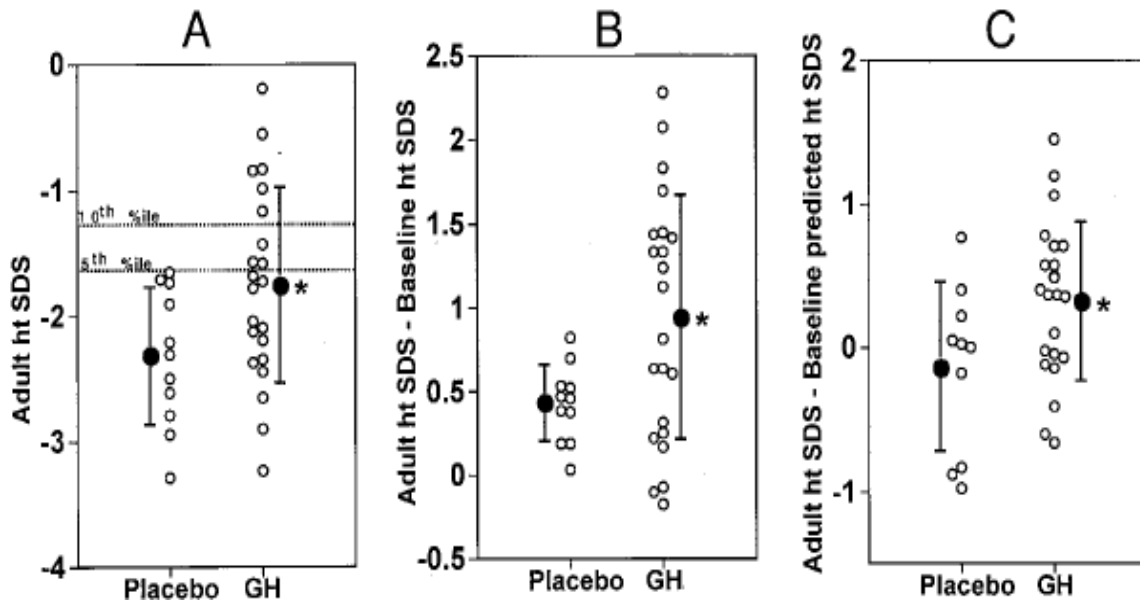 A
Adult ht SDS
0
-1
-2
-3
-4
10th %ile
5th %ile
*
Placebo GH
B
Adult ht SDS - Baseline ht SDS
2.5
2
1.5
1
0.5
0
-0.5
*
Placebo GH
C
Adult ht SDS - Baseline predicted ht SDS
2
1
0
-1
*
Placebo GH